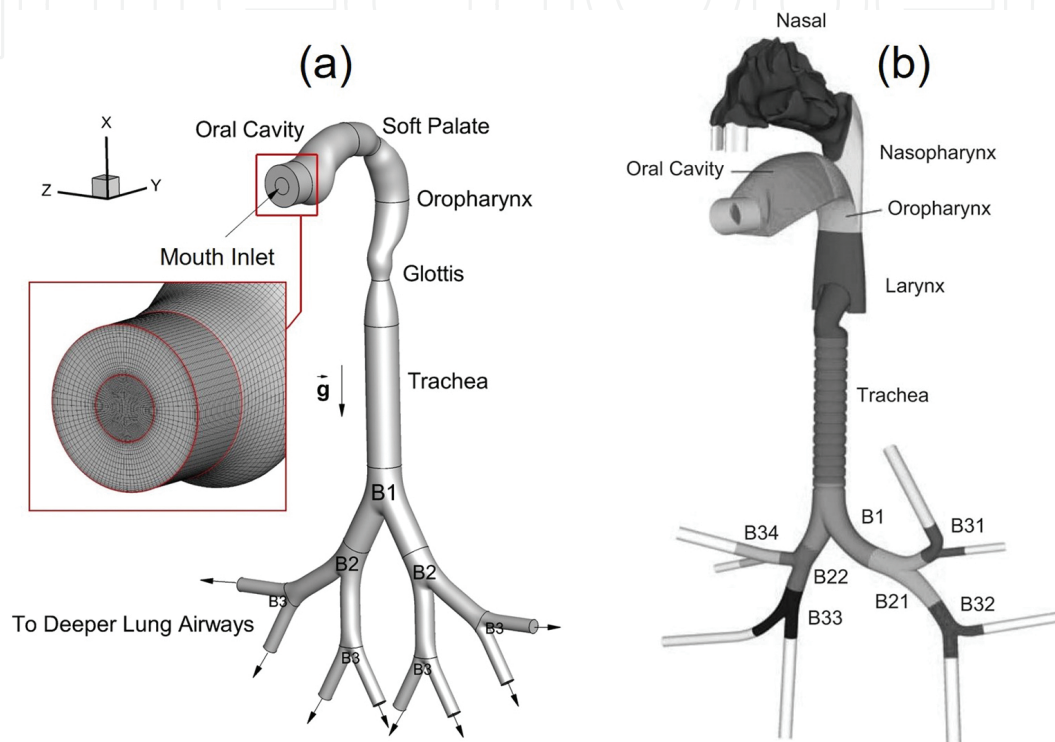 (a)
X
Z
Y
Oral Cavity
Soft Palate
Oropharynx
Mouth Inlet
Glottis
g
Trachea
B1
B2
B2
B3
B3
B3
B3
To Deeper Lung Airways
Nasal
(b)
Nasopharynx
Oral Cavity
Oropharynx
Larynx
Trachea
B1
B31
B34
B22
B21
B32
B33